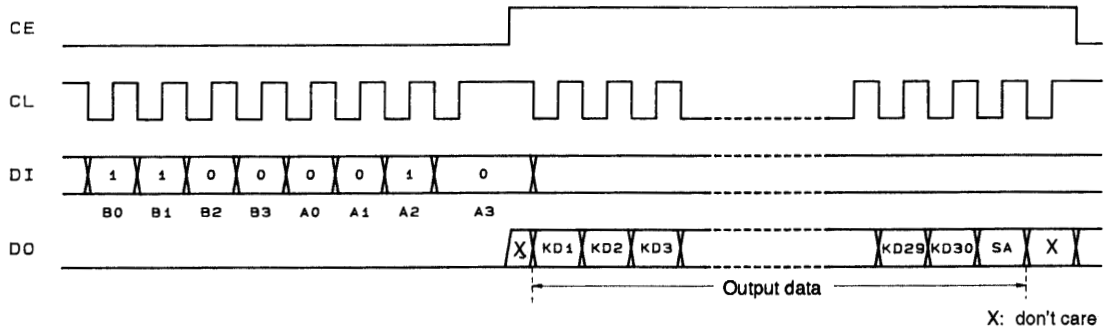 CE
CL
DI 1 1 0 0 0 0 1 0
B0 B1 B2 B3 A0 A1 A2 A3
DO X KD1 KD2 KD3 KD29 KD30 SA X
Output data
X: don't care